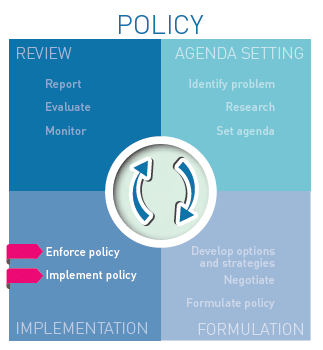 POLICY
REVIEW
Report
Evaluate
Monitor
AGENDA SETTING
Identify problem
Research
Set agenda
Enforce policy
Implement policy
IMPLEMENTATION
Develop options
and strategies
Negotiate
Formulate policy
FORMULATION